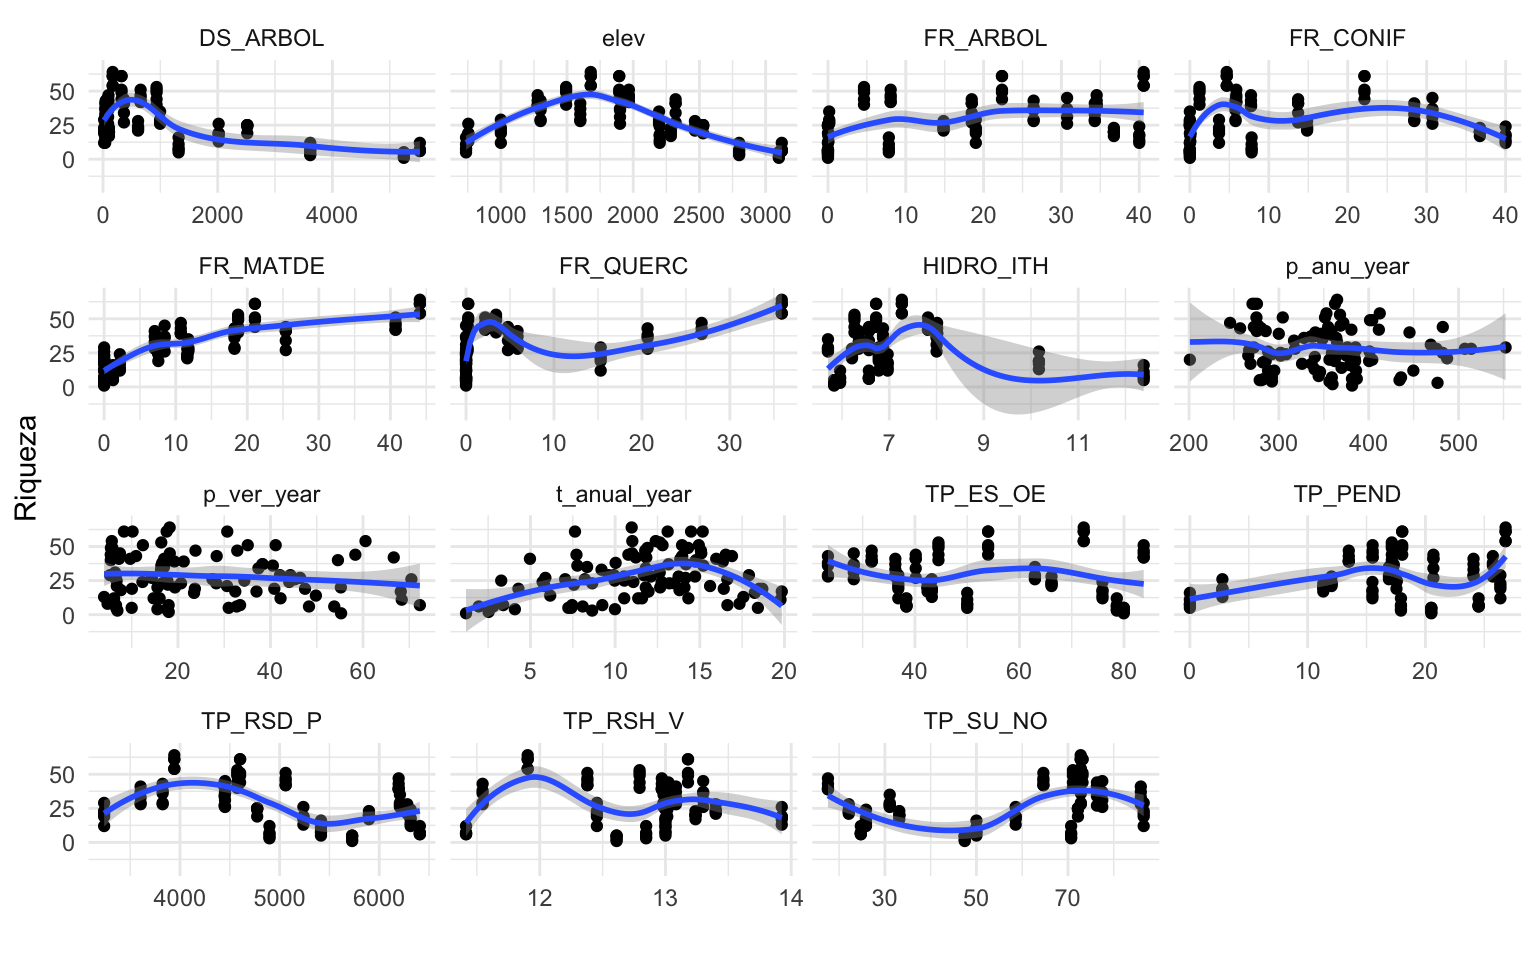 DS_ARBOL elev FR_ARBOL FR_CONIF
50
25
0
0 2000 4000 1000 1500 2000 2500 3000 0 10 20 30 40 0 10 20 30 40
FR_MATDE FR_QUERC HIDRO_ITH p_anu_year
50
25
0
0 10 20 30 40 0 10 20 30 7 9 11 200 300 400 500
Riqueza
p_ver_year t_anual_year TP_ES_OE TP_PEND
50
25
0
20 40 60 5 10 15 20 40 60 80 0 10 20
TP_RSD_P TP_RSH_V TP_SU_NO
50
25
0
4000 5000 6000 12 13 14 30 50 70